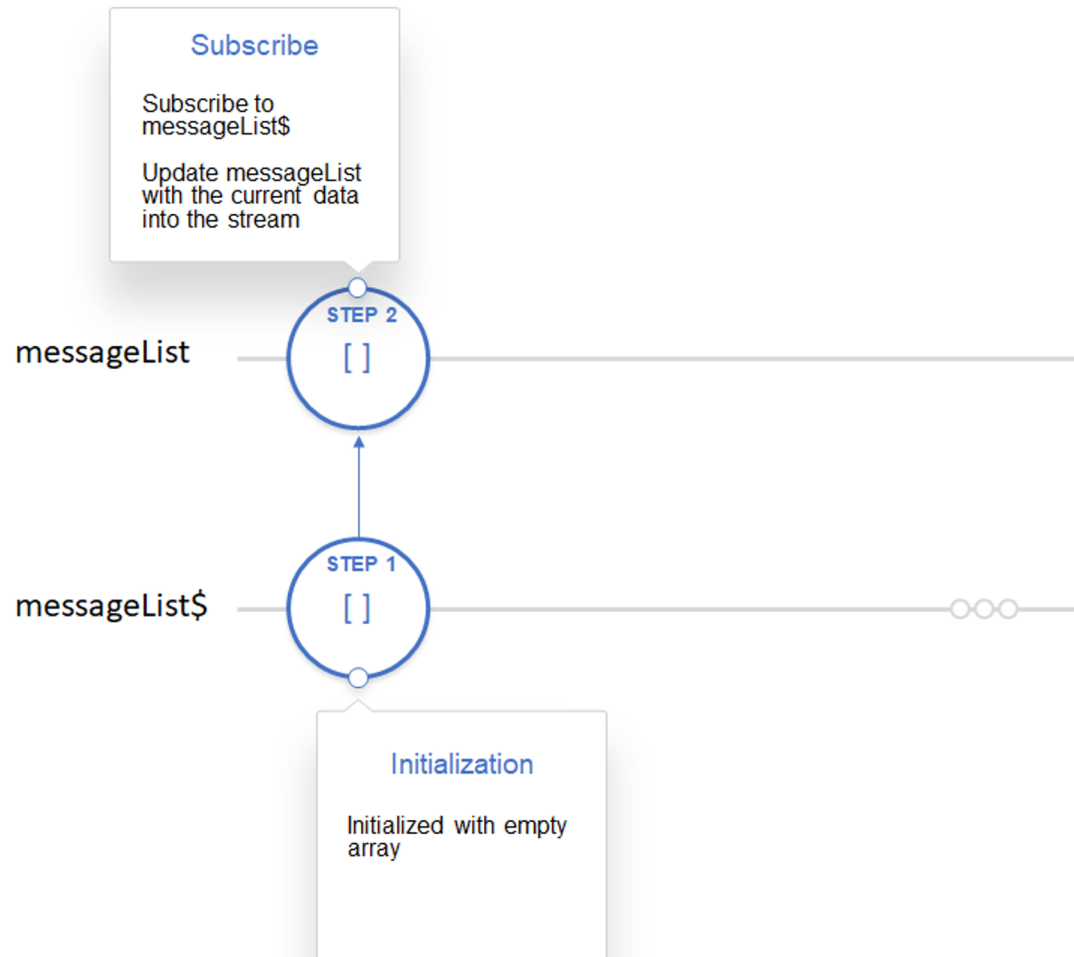 Subscribe
Subscribe to
messageList$
Update messageList
with the current data
into the stream
STEP 2
messageList
[ ]
STEP 1
messageList$
[ ]
Initialization
Initialized with empty
array